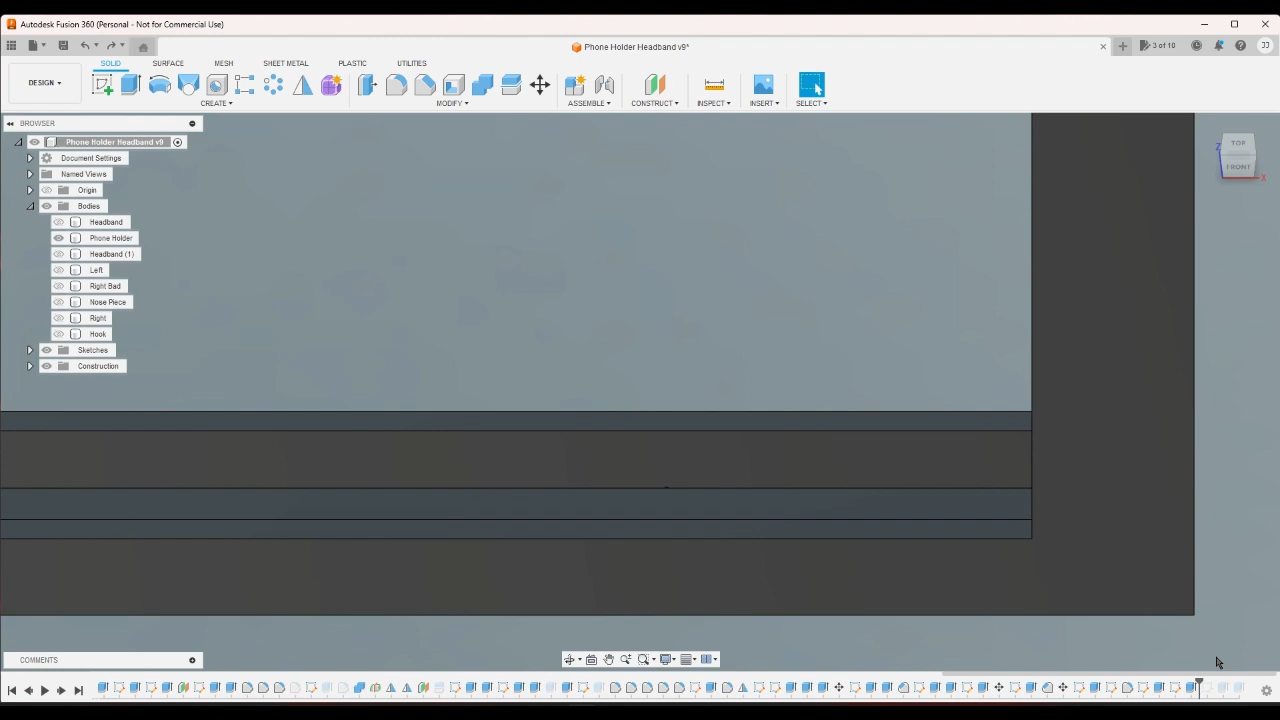 Autodesk Fusion 360 (Personal - Not for Commercial Use)
Phone Holder Headband v9*
3 of 10
JJ
SOLID SURFACE MESH SHEET METAL PLASTIC UTILITIES
DESIGN
CREATE MODIFY ASSEMBLE CONSTRUCT INSPECT INSERT SELECT
BROWSER
Phone Holder Headband v9
Document Settings
Named Views
Origin
Bodies
Headband
Phone Holder
Headband (1)
Left
Right Bad
Nose Piece
Right
Hook
Sketches
Construction
TOP
FRONT
Z
X
COMMENTS